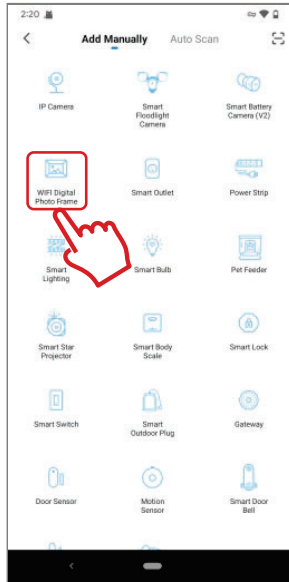 2:20
Add Manually Auto Scan
IP Camera
Smart
Floodlight
Camera
Smart Battery
Camera (V2)
WIFI Digital
Photo Frame
Smart Outlet
Power Strip
Smart
Lighting
Smart Bulb
Pet Feeder
Smart Star
Projector
Smart Body
Scale
Smart Lock
Smart Switch
Smart
Outdoor Plug
Gateway
Door Sensor
Motion
Sensor
Smart Door
Bell